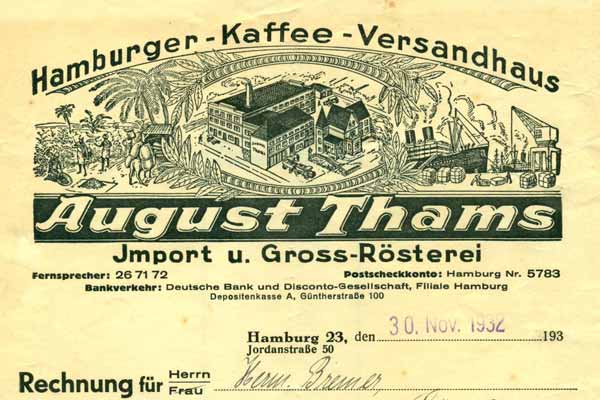 Hamburger-Kaffee-Versandhaus
August Thams
Jmport u. Gross-Rösterei
Fernsprecher: 26 71 72 Postscheckkonto: Hamburg Nr. 5783
Bankverkehr: Deutsche Bank und Disconto-Gesellschaft, Filiale Hamburg
Depositenkasse A, Güntherstraße 100
Hamburg 23, den 30. Nov. 1932 193
Jordanstraße 50
Rechnung für Herrn
Frau
Herm. Bremer,